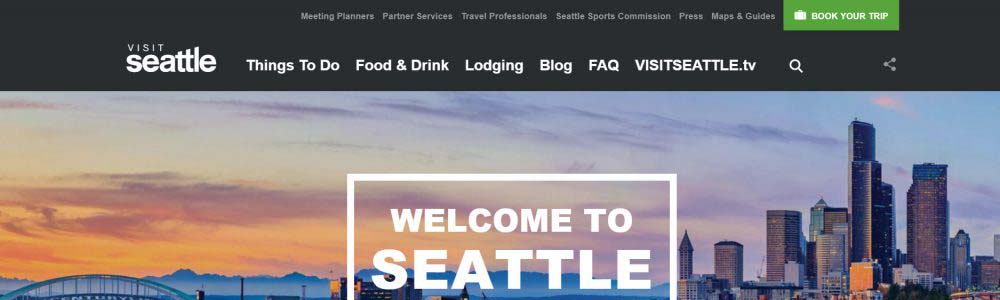 Meeting Planners Partner Services Travel Professionals Seattle Sports Commission Press Maps & Guides BOOK YOUR TRIP
VISIT
seattle
Things To Do Food & Drink Lodging Blog FAQ VISITSEATTLE.tv
WELCOME TO
SEATTLE
CENTURYLINK